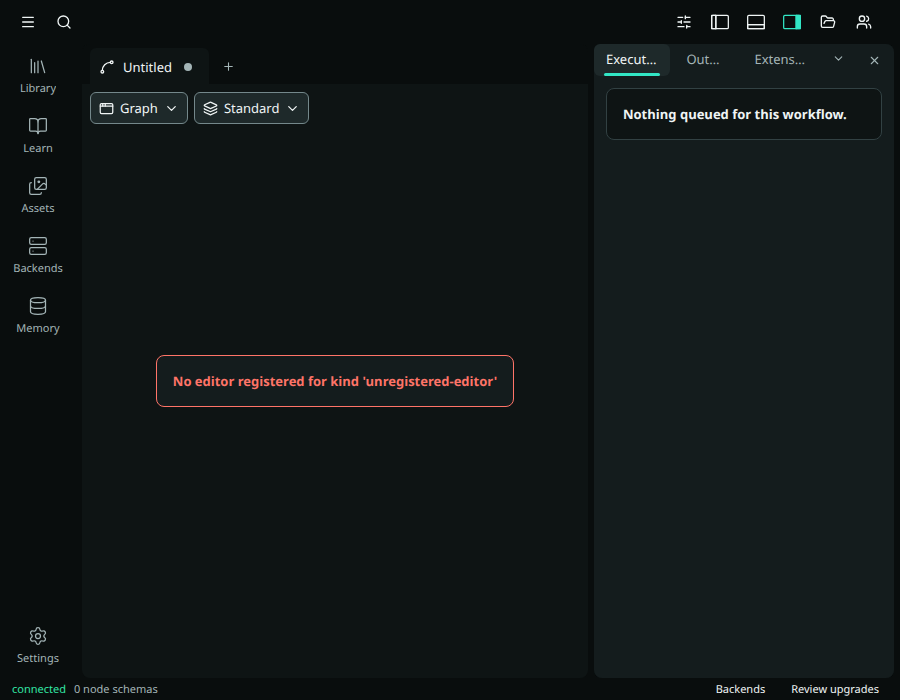 Untitled
Execut...
Out...
Extens...
Library
Learn
Assets
Backends
Memory
Settings
Graph
Standard
Nothing queued for this workflow.
No editor registered for kind 'unregistered-editor'
connected
0 node schemas
Backends
Review upgrades